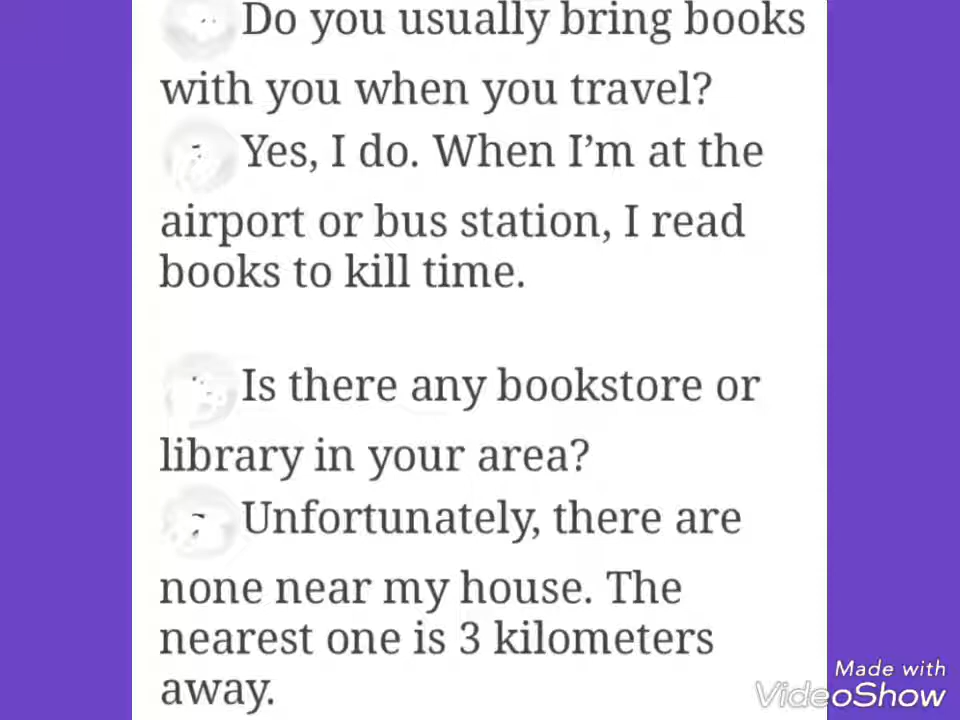 Do you usually bring books
with you when you travel?
Yes, I do. When I’m at the
airport or bus station, I read
books to kill time.
Is there any bookstore or
library in your area?
Unfortunately, there are
none near my house. The
nearest one is 3 kilometers
away.
Made with
VideoShow